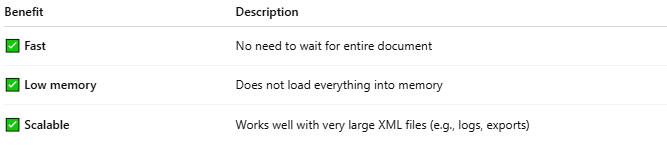 Benefit Description
✅ Fast No need to wait for entire document
✅ Low memory Does not load everything into memory
✅ Scalable Works well with very large XML files (e.g., logs, exports)